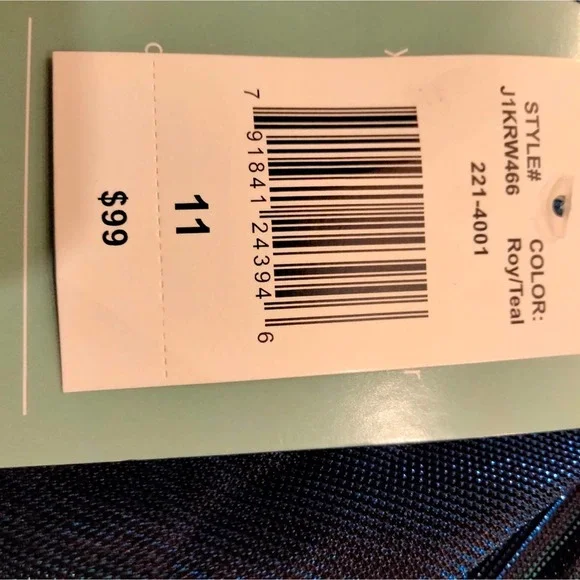 STYLE# COLOR:
J1KRW466 Roy/Teal
221-4001
7 91841 24394 6
11
$99